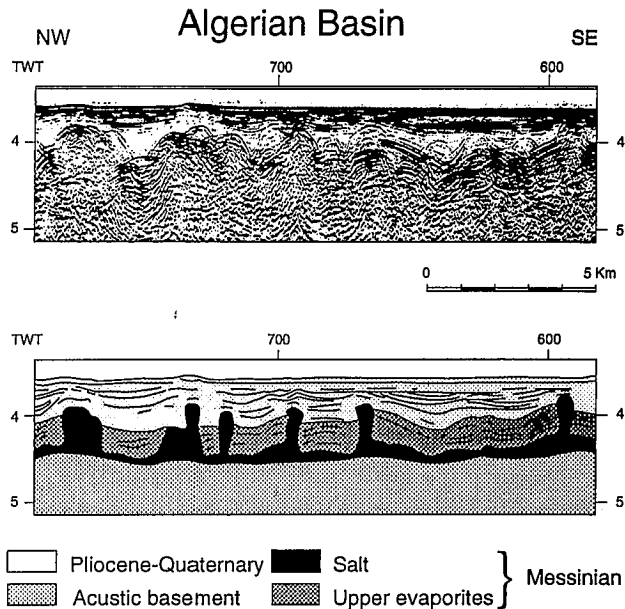 Algerian Basin
NW SE
TWT 700 600
4 4
5 5
0 5 Km
TWT 700 600
4 4
5 5
Pliocene-Quaternary Salt
Acustic basement Upper evaporites
Messinian